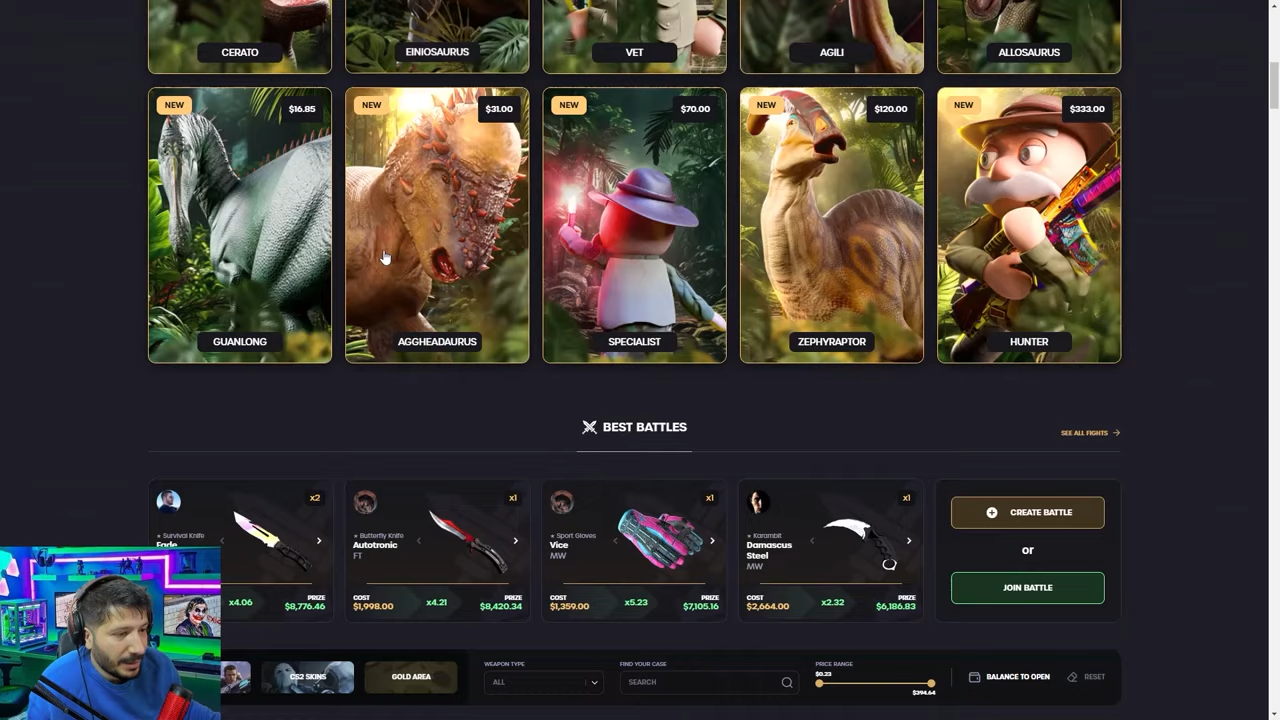 CERATO
EINIOSAURUS
VET
AGILI
ALLOSAURUS
NEW
$16.85
NEW
$31.00
NEW
$70.00
NEW
$120.00
NEW
$333.00
GUANLONG
AGGHEADAURUS
SPECIALIST
ZEPHYRAPTOR
HUNTER
BEST BATTLES
SEE ALL FIGHTS
x2
★ Survival Knife
Fade
x4.06
PRIZE
$8,776.46
x1
★ Butterfly Knife
Autotronic
FT
COST
$1,998.00
x4.21
PRIZE
$8,420.34
x1
★ Sport Gloves
Vice
MW
COST
$1,359.00
x5.23
PRIZE
$7,105.16
x1
★ Karambit
Damascus
Steel
MW
COST
$2,664.00
x2.32
PRIZE
$6,186.83
CREATE BATTLE
or
JOIN BATTLE
CS2 SKINS
GOLD AREA
WEAPON TYPE
ALL
FIND YOUR CASE
SEARCH
PRICE RANGE
$0.23
$394.64
BALANCE TO OPEN
RESET